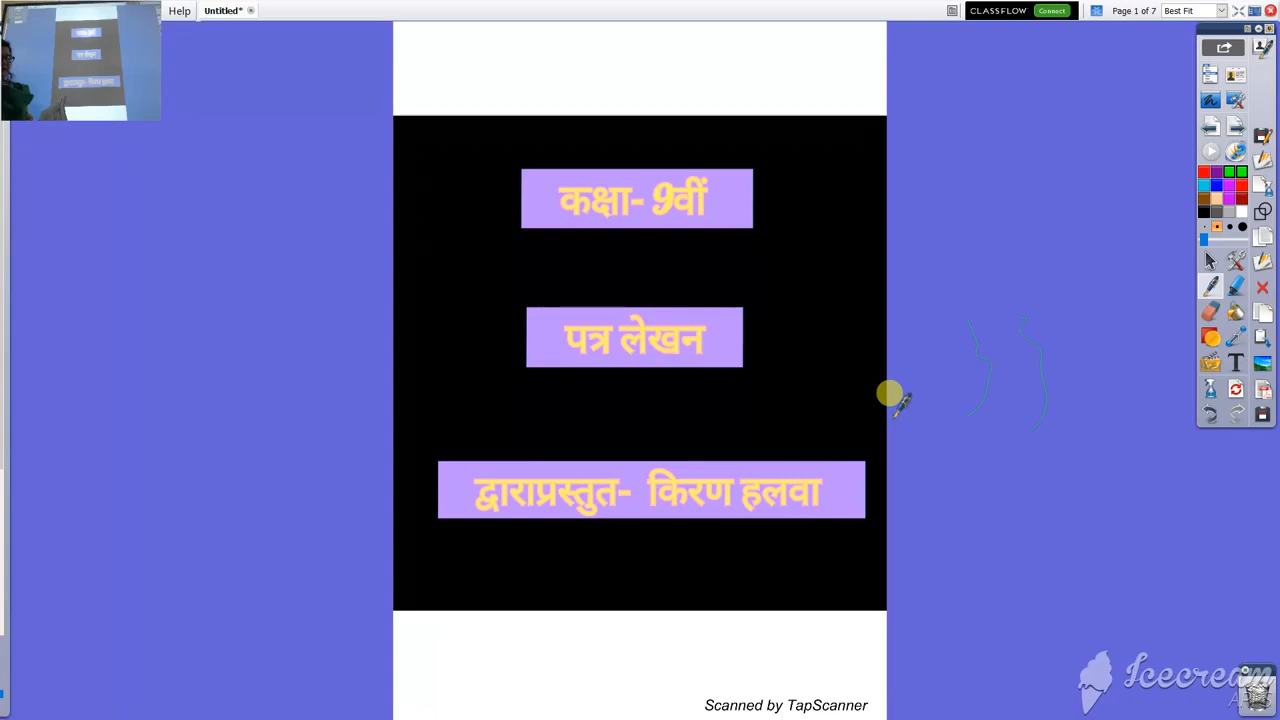 Help
Untitled*
CLASSFLOW Connect
Page 1 of 7
Best Fit
कक्षा- 9वीं
पत्र लेखन
द्वाराप्रस्तुत- किरण हलवा
Scanned by TapScanner
Icecream
APPS